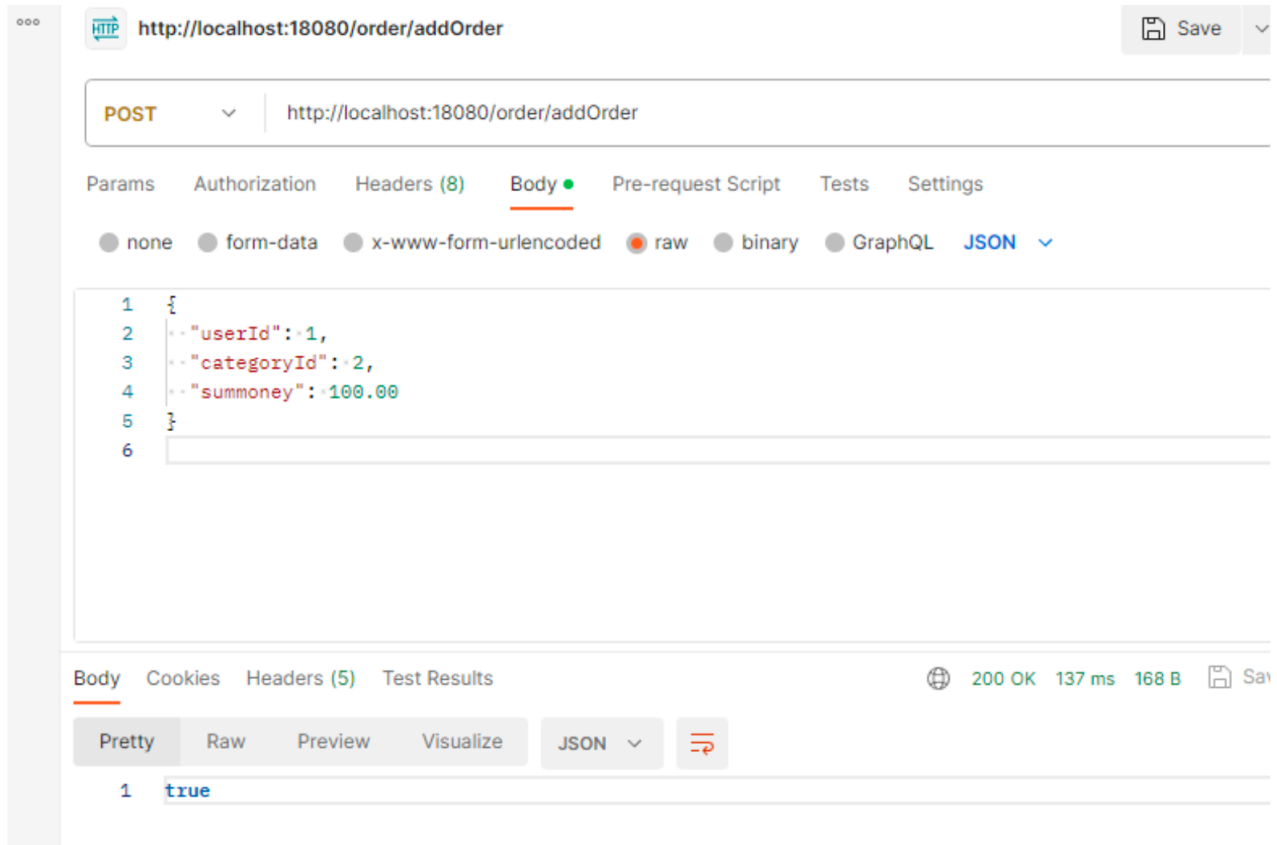 ooo
HTTP http://localhost:18080/order/addOrder Save
POST http://localhost:18080/order/addOrder
Params Authorization Headers (8) Body Pre-request Script Tests Settings
none form-data x-www-form-urlencoded raw binary GraphQL JSON
1 {
2 "userId": 1,
3 "categoryId": 2,
4 "summoney": 100.00
5 }
6
Body Cookies Headers (5) Test Results 200 OK 137 ms 168 B Sav
Pretty Raw Preview Visualize JSON
1 true